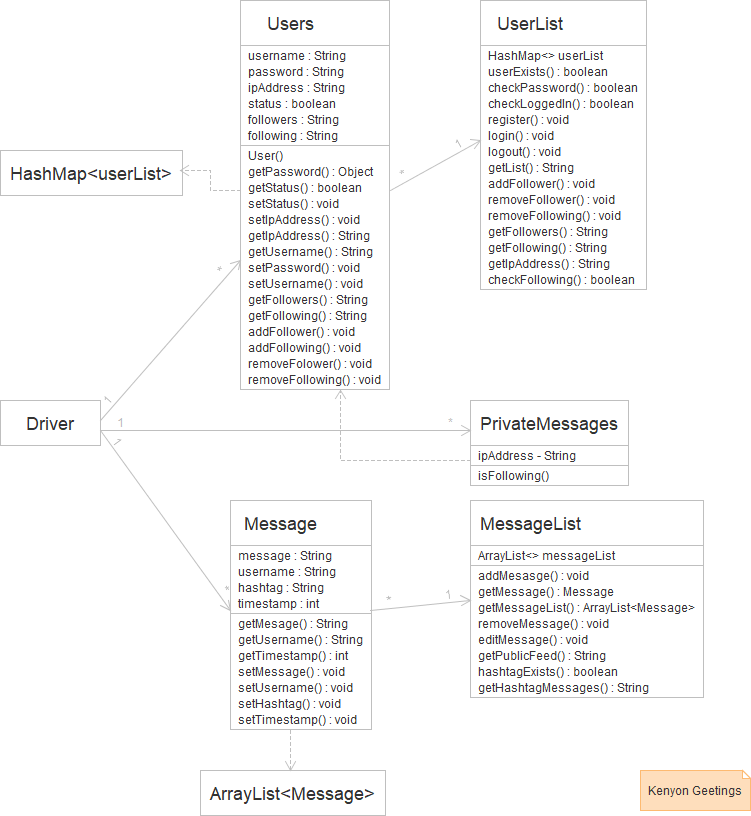 Users
username : String
password : String
ipAddress : String
status : boolean
followers : String
following : String
User()
getPassword() : Object
getStatus() : boolean
setStatus() : void
setIpAddress() : void
getIpAddress() : String
getUsername() : String
setPassword() : void
setUsername() : void
getFollowers() : String
getFollowing() : String
addFollower() : void
addFollowing() : void
removeFolower() : void
removeFollowing() : void
UserList
HashMap<> userList
userExists() : boolean
checkPassword() : boolean
checkLoggedIn() : boolean
register() : void
login() : void
logout() : void
getList() : String
addFollower() : void
removeFollower() : void
removeFollowing() : void
getFollowers() : String
getFollowing() : String
getIpAddress() : String
checkFollowing() : boolean
HashMap<userList>
*
1
*
1
Driver
1
*
1
*
PrivateMessages
ipAddress - String
isFollowing()
Message
message : String
username : String
hashtag : String
timestamp : int
getMesage() : String
getUsername() : String
getTimestamp() : int
setMessage() : void
setUsername() : void
setHashtag() : void
setTimestamp() : void
*
1
MessageList
ArrayList<> messageList
addMesasge() : void
getMessage() : Message
getMessageList() : ArrayList<Message>
removeMessage() : void
editMessage() : void
getPublicFeed() : String
hashtagExists() : boolean
getHashtagMessages() : String
ArrayList<Message>
Kenyon Geetings